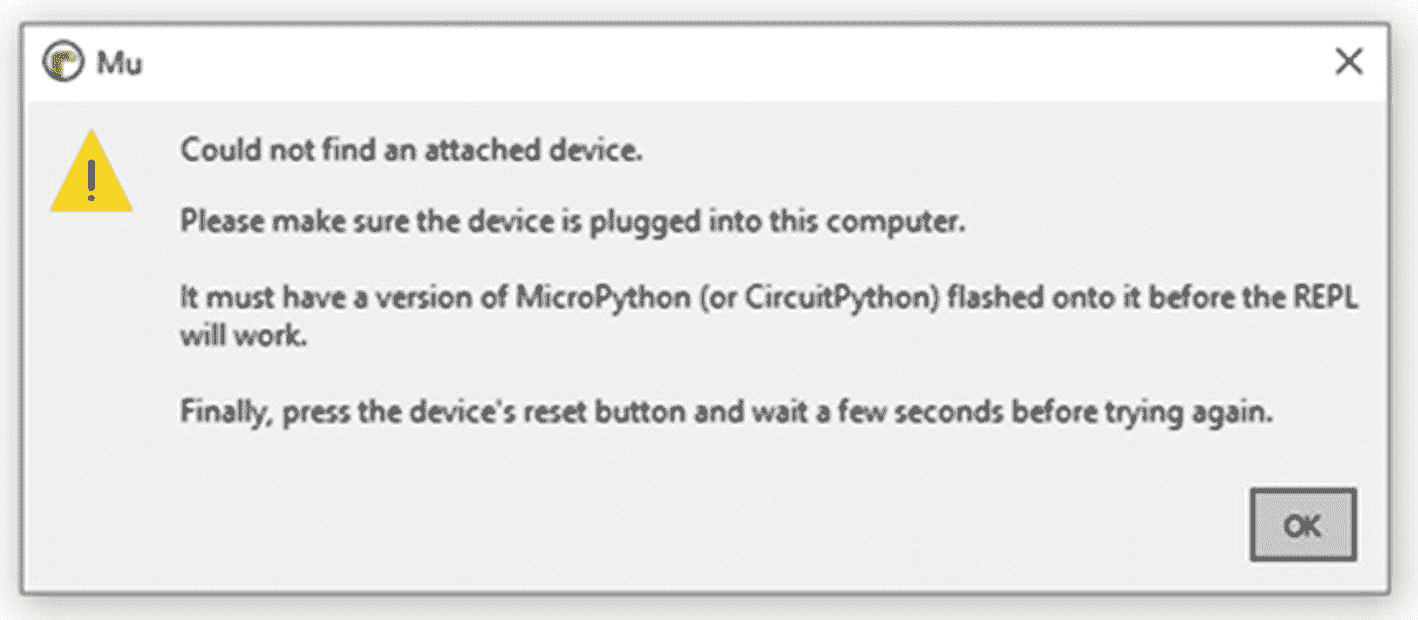 Mu
Could not find an attached device.
Please make sure the device is plugged into this computer.
It must have a version of MicroPython (or CircuitPython) flashed onto it before the REPL
will work.
Finally, press the device's reset button and wait a few seconds before trying again.
OK